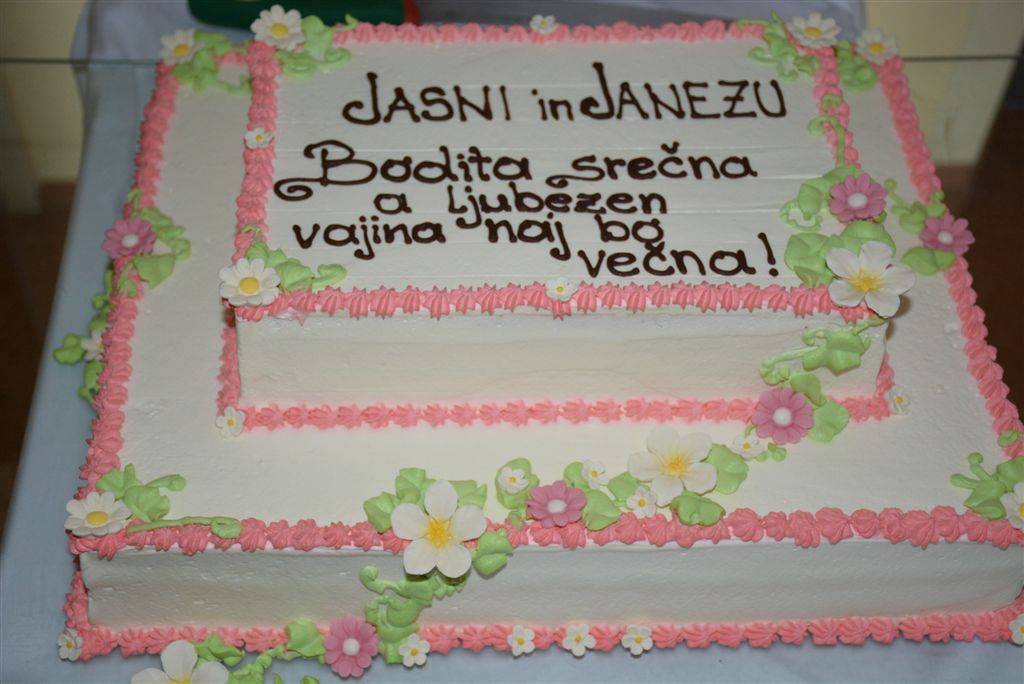 JASNI in JANEZU
Bodita srečna
a ljubezen
vajina naj bo
večna!